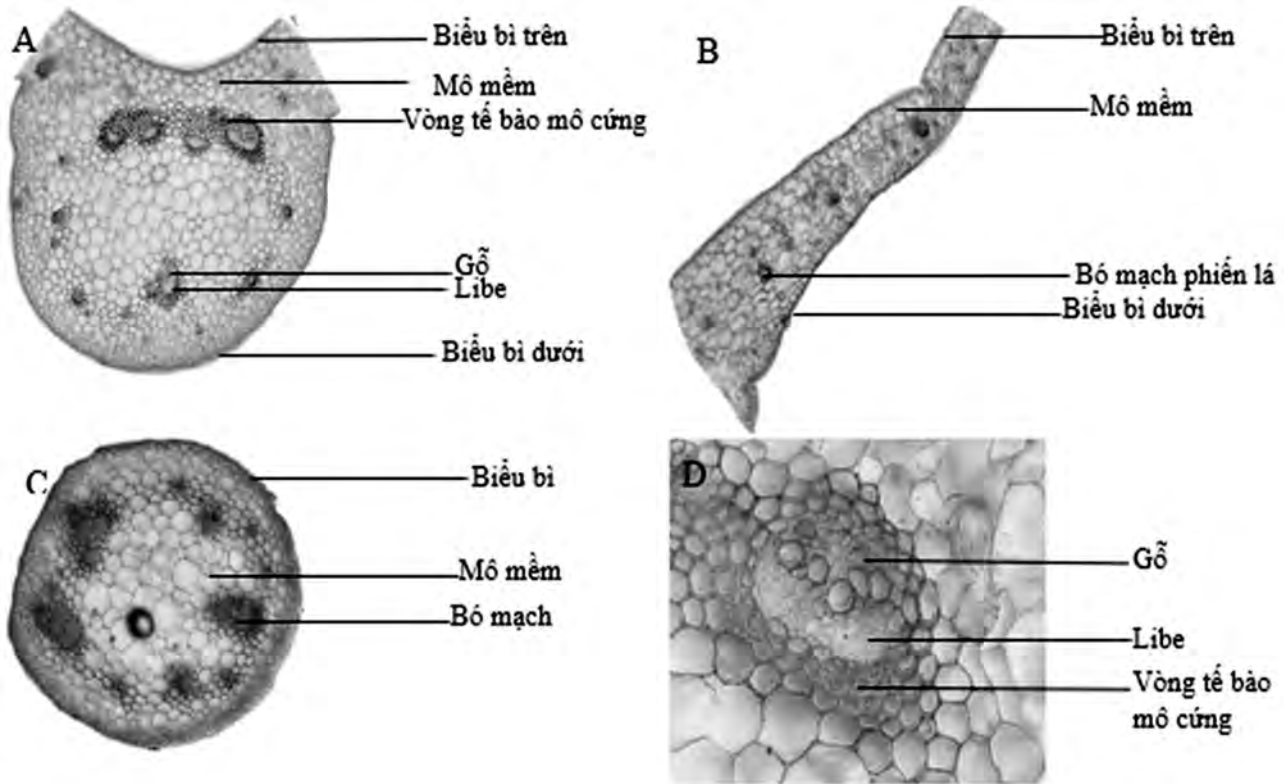 A
Biểu bì trên
Mô mềm
Vòng tế bào mô cứng
Gỗ
Libe
Biểu bì dưới
B
Biểu bì trên
Mô mềm
Bó mạch phiến lá
Biểu bì dưới
C
Biểu bì
Mô mềm
Bó mạch
D
Gỗ
Libe
Vòng tế bào
mô cứng